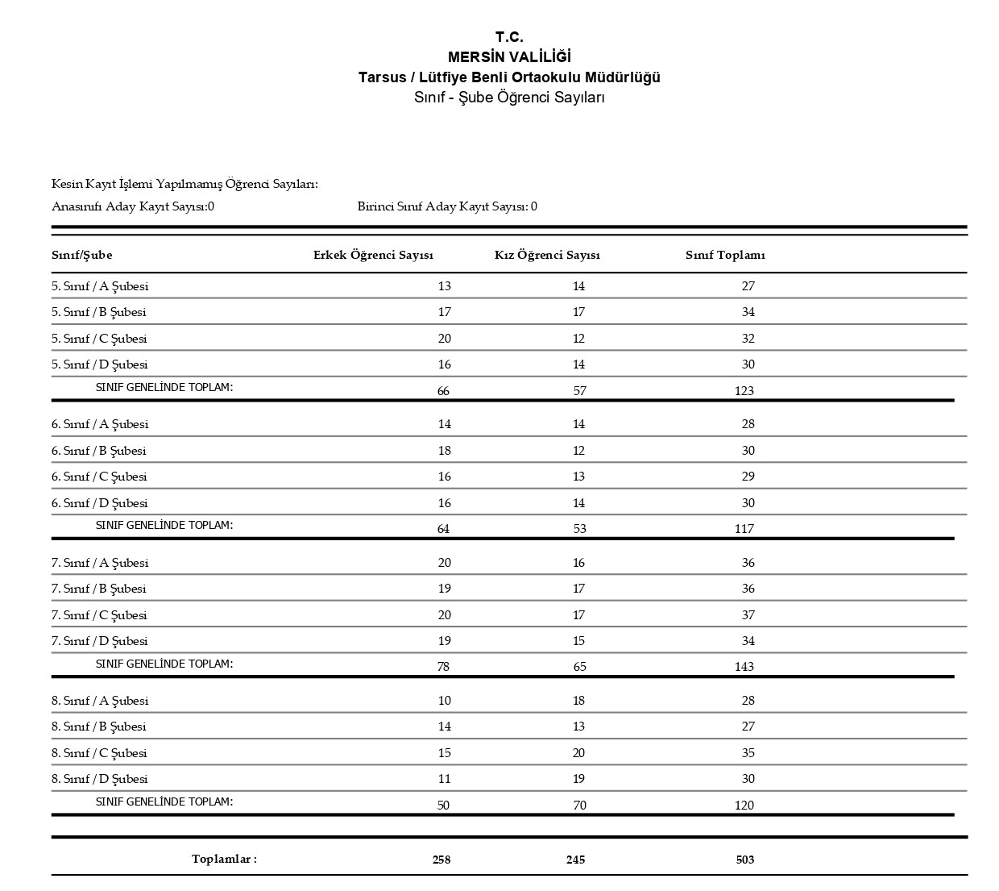 T.C.
MERSİN VALİLİĞİ
Tarsus / Lütfiye Benli Ortaokulu Müdürlüğü
Sınıf - Şube Öğrenci Sayıları
Kesin Kayıt İşlemi Yapılmamış Öğrenci Sayıları:
Anasınıfı Aday Kayıt Sayısı:0 Birinci Sınıf Aday Kayıt Sayısı: 0
Sınıf/Şube Erkek Öğrenci Sayısı Kız Öğrenci Sayısı Sınıf Toplamı
5. Sınıf / A Şubesi 13 14 27
5. Sınıf / B Şubesi 17 17 34
5. Sınıf / C Şubesi 20 12 32
5. Sınıf / D Şubesi 16 14 30
SINIF GENELİNDE TOPLAM: 66 57 123
6. Sınıf / A Şubesi 14 14 28
6. Sınıf / B Şubesi 18 12 30
6. Sınıf / C Şubesi 16 13 29
6. Sınıf / D Şubesi 16 14 30
SINIF GENELİNDE TOPLAM: 64 53 117
7. Sınıf / A Şubesi 20 16 36
7. Sınıf / B Şubesi 19 17 36
7. Sınıf / C Şubesi 20 17 37
7. Sınıf / D Şubesi 19 15 34
SINIF GENELİNDE TOPLAM: 78 65 143
8. Sınıf / A Şubesi 10 18 28
8. Sınıf / B Şubesi 14 13 27
8. Sınıf / C Şubesi 15 20 35
8. Sınıf / D Şubesi 11 19 30
SINIF GENELİNDE TOPLAM: 50 70 120
Toplamlar : 258 245 503